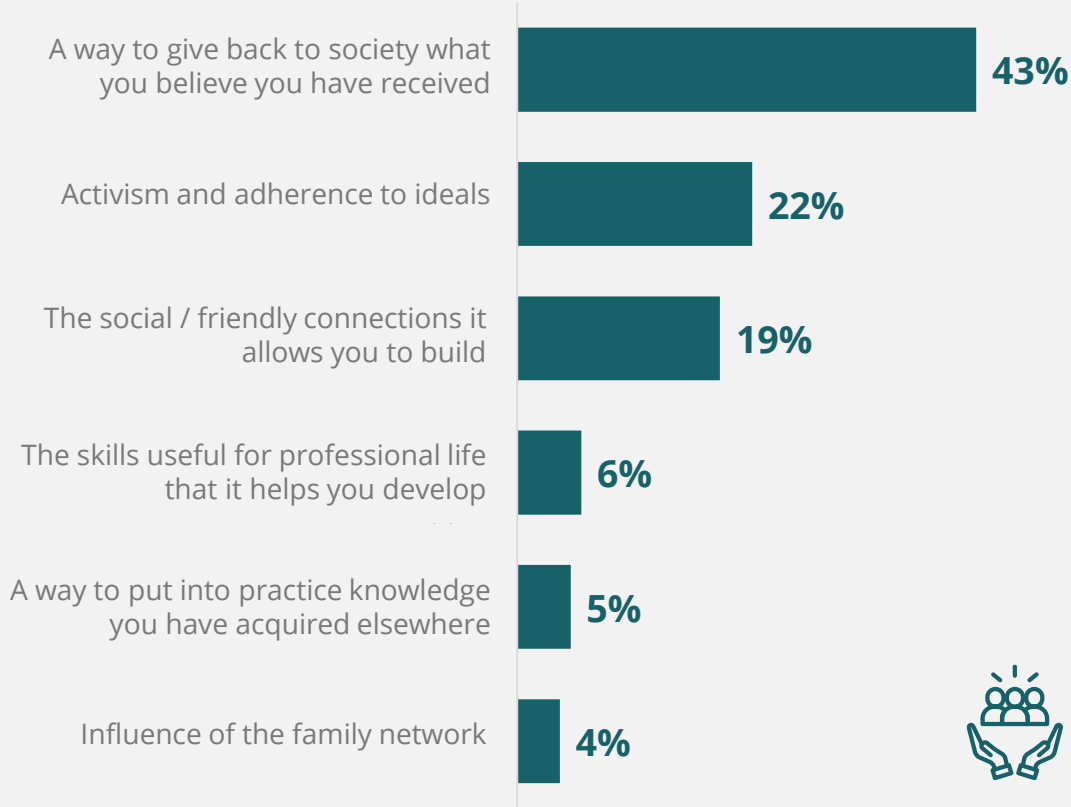 A way to give back to society what
you believe you have received
43%
Activism and adherence to ideals
22%
The social / friendly connections it
allows you to build
19%
The skills useful for professional life
that it helps you develop
6%
A way to put into practice knowledge
you have acquired elsewhere
5%
Influence of the family network
4%